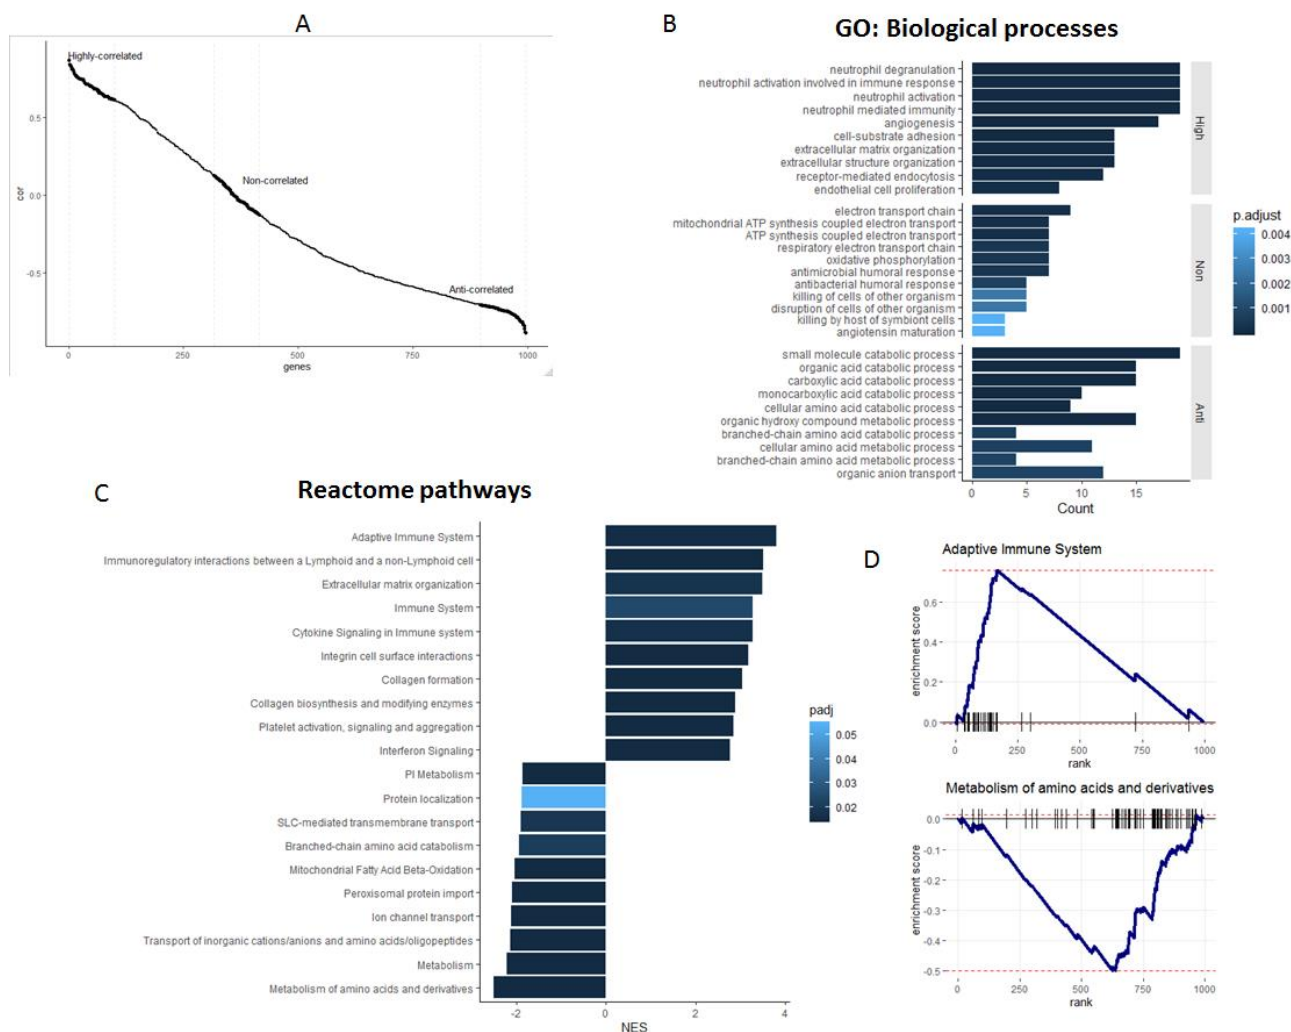 A
Highly-correlated
Non-correlated
Anti-correlated
cor
0.5
0.0
-0.5
0
250
500
750
1000
genes
B
GO: Biological processes
neutrophil degranulation
neutrophil activation involved in immune response
neutrophil activation
neutrophil mediated immunity
angiogenesis
cell-substrate adhesion
extracellular matrix organization
extracellular structure organization
receptor-mediated endocytosis
endothelial cell proliferation
High
electron transport chain
mitochondrial ATP synthesis coupled electron transport
ATP synthesis coupled electron transport
respiratory electron transport chain
oxidative phosphorylation
antimicrobial humoral response
antibacterial humoral response
killing of cells of other organism
disruption of cells of other organism
killing by host of symbiont cells
angiotensin maturation
Non
small molecule catabolic process
organic acid catabolic process
carboxylic acid catabolic process
monocarboxylic acid catabolic process
cellular amino acid catabolic process
organic hydroxy compound metabolic process
branched-chain amino acid catabolic process
cellular amino acid metabolic process
branched-chain amino acid metabolic process
organic anion transport
Anti
0
5
10
15
Count
p.adjust
0.004
0.003
0.002
0.001
C
Reactome pathways
Adaptive Immune System
Immunoregulatory interactions between a Lymphoid and a non-Lymphoid cell
Extracellular matrix organization
Immune System
Cytokine Signaling in Immune system
Integrin cell surface interactions
Collagen formation
Collagen biosynthesis and modifying enzymes
Platelet activation, signaling and aggregation
Interferon Signaling
PI Metabolism
Protein localization
SLC-mediated transmembrane transport
Branched-chain amino acid catabolism
Mitochondrial Fatty Acid Beta-Oxidation
Peroxisomal protein import
Ion channel transport
Transport of inorganic cations/anions and amino acids/oligopeptides
Metabolism
Metabolism of amino acids and derivatives
-2
0
2
4
NES
padj
0.05
0.04
0.03
0.02
D
Adaptive Immune System
enrichment score
0.6
0.4
0.2
0.0
0
250
500
750
1000
rank
Metabolism of amino acids and derivatives
enrichment score
0.0
-0.1
-0.2
-0.3
-0.4
-0.5
0
250
500
750
1000
rank